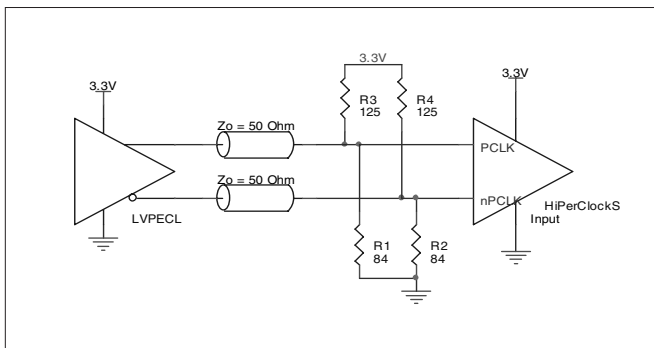 3.3V
3.3V
3.3V
R3
125
R4
125
Zo = 50 Ohm
PCLK
Zo = 50 Ohm
nPCLK
HiPerClockS
Input
LVPECL
R1
84
R2
84